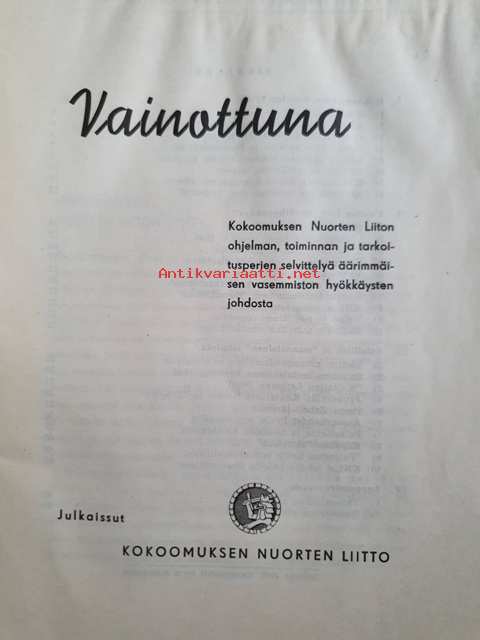 Vainottuna
Kokoomuksen Nuorten Liiton
ohjelman, toiminnan ja tarkoi-
tusperien selvittelyä äärimmäi-
Antikvariaatti.net
sen vasemmiston hyökkäysten
johdosta
Julkaissut
KOKOOMUKSEN NUORTEN LIITTO